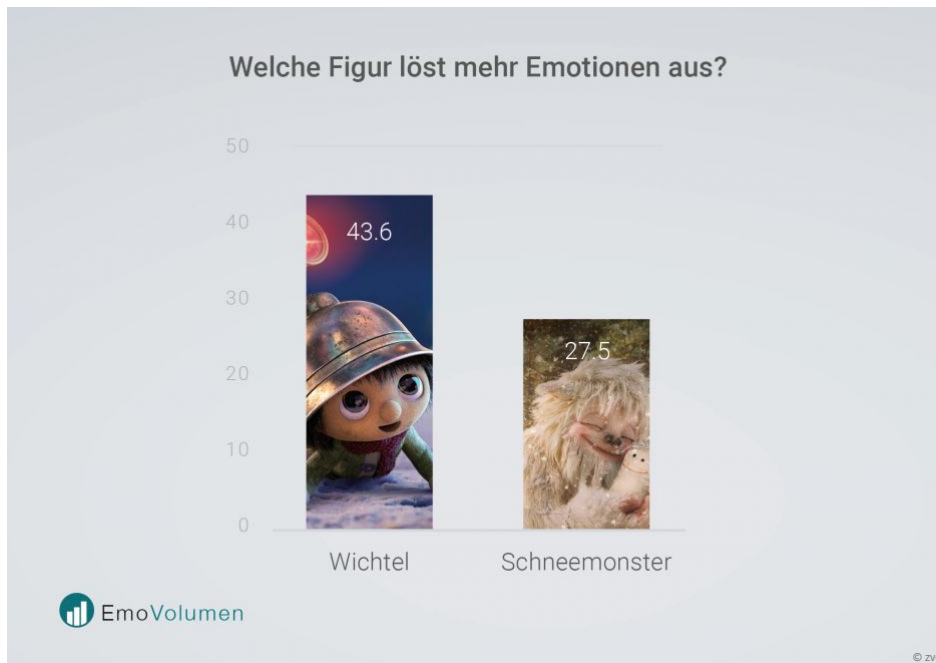 Welche Figur löst mehr Emotionen aus?
50
40
30
20
10
0
43.6
27.5
Wichtel
Schneemonster
EmoVolumen
© zv